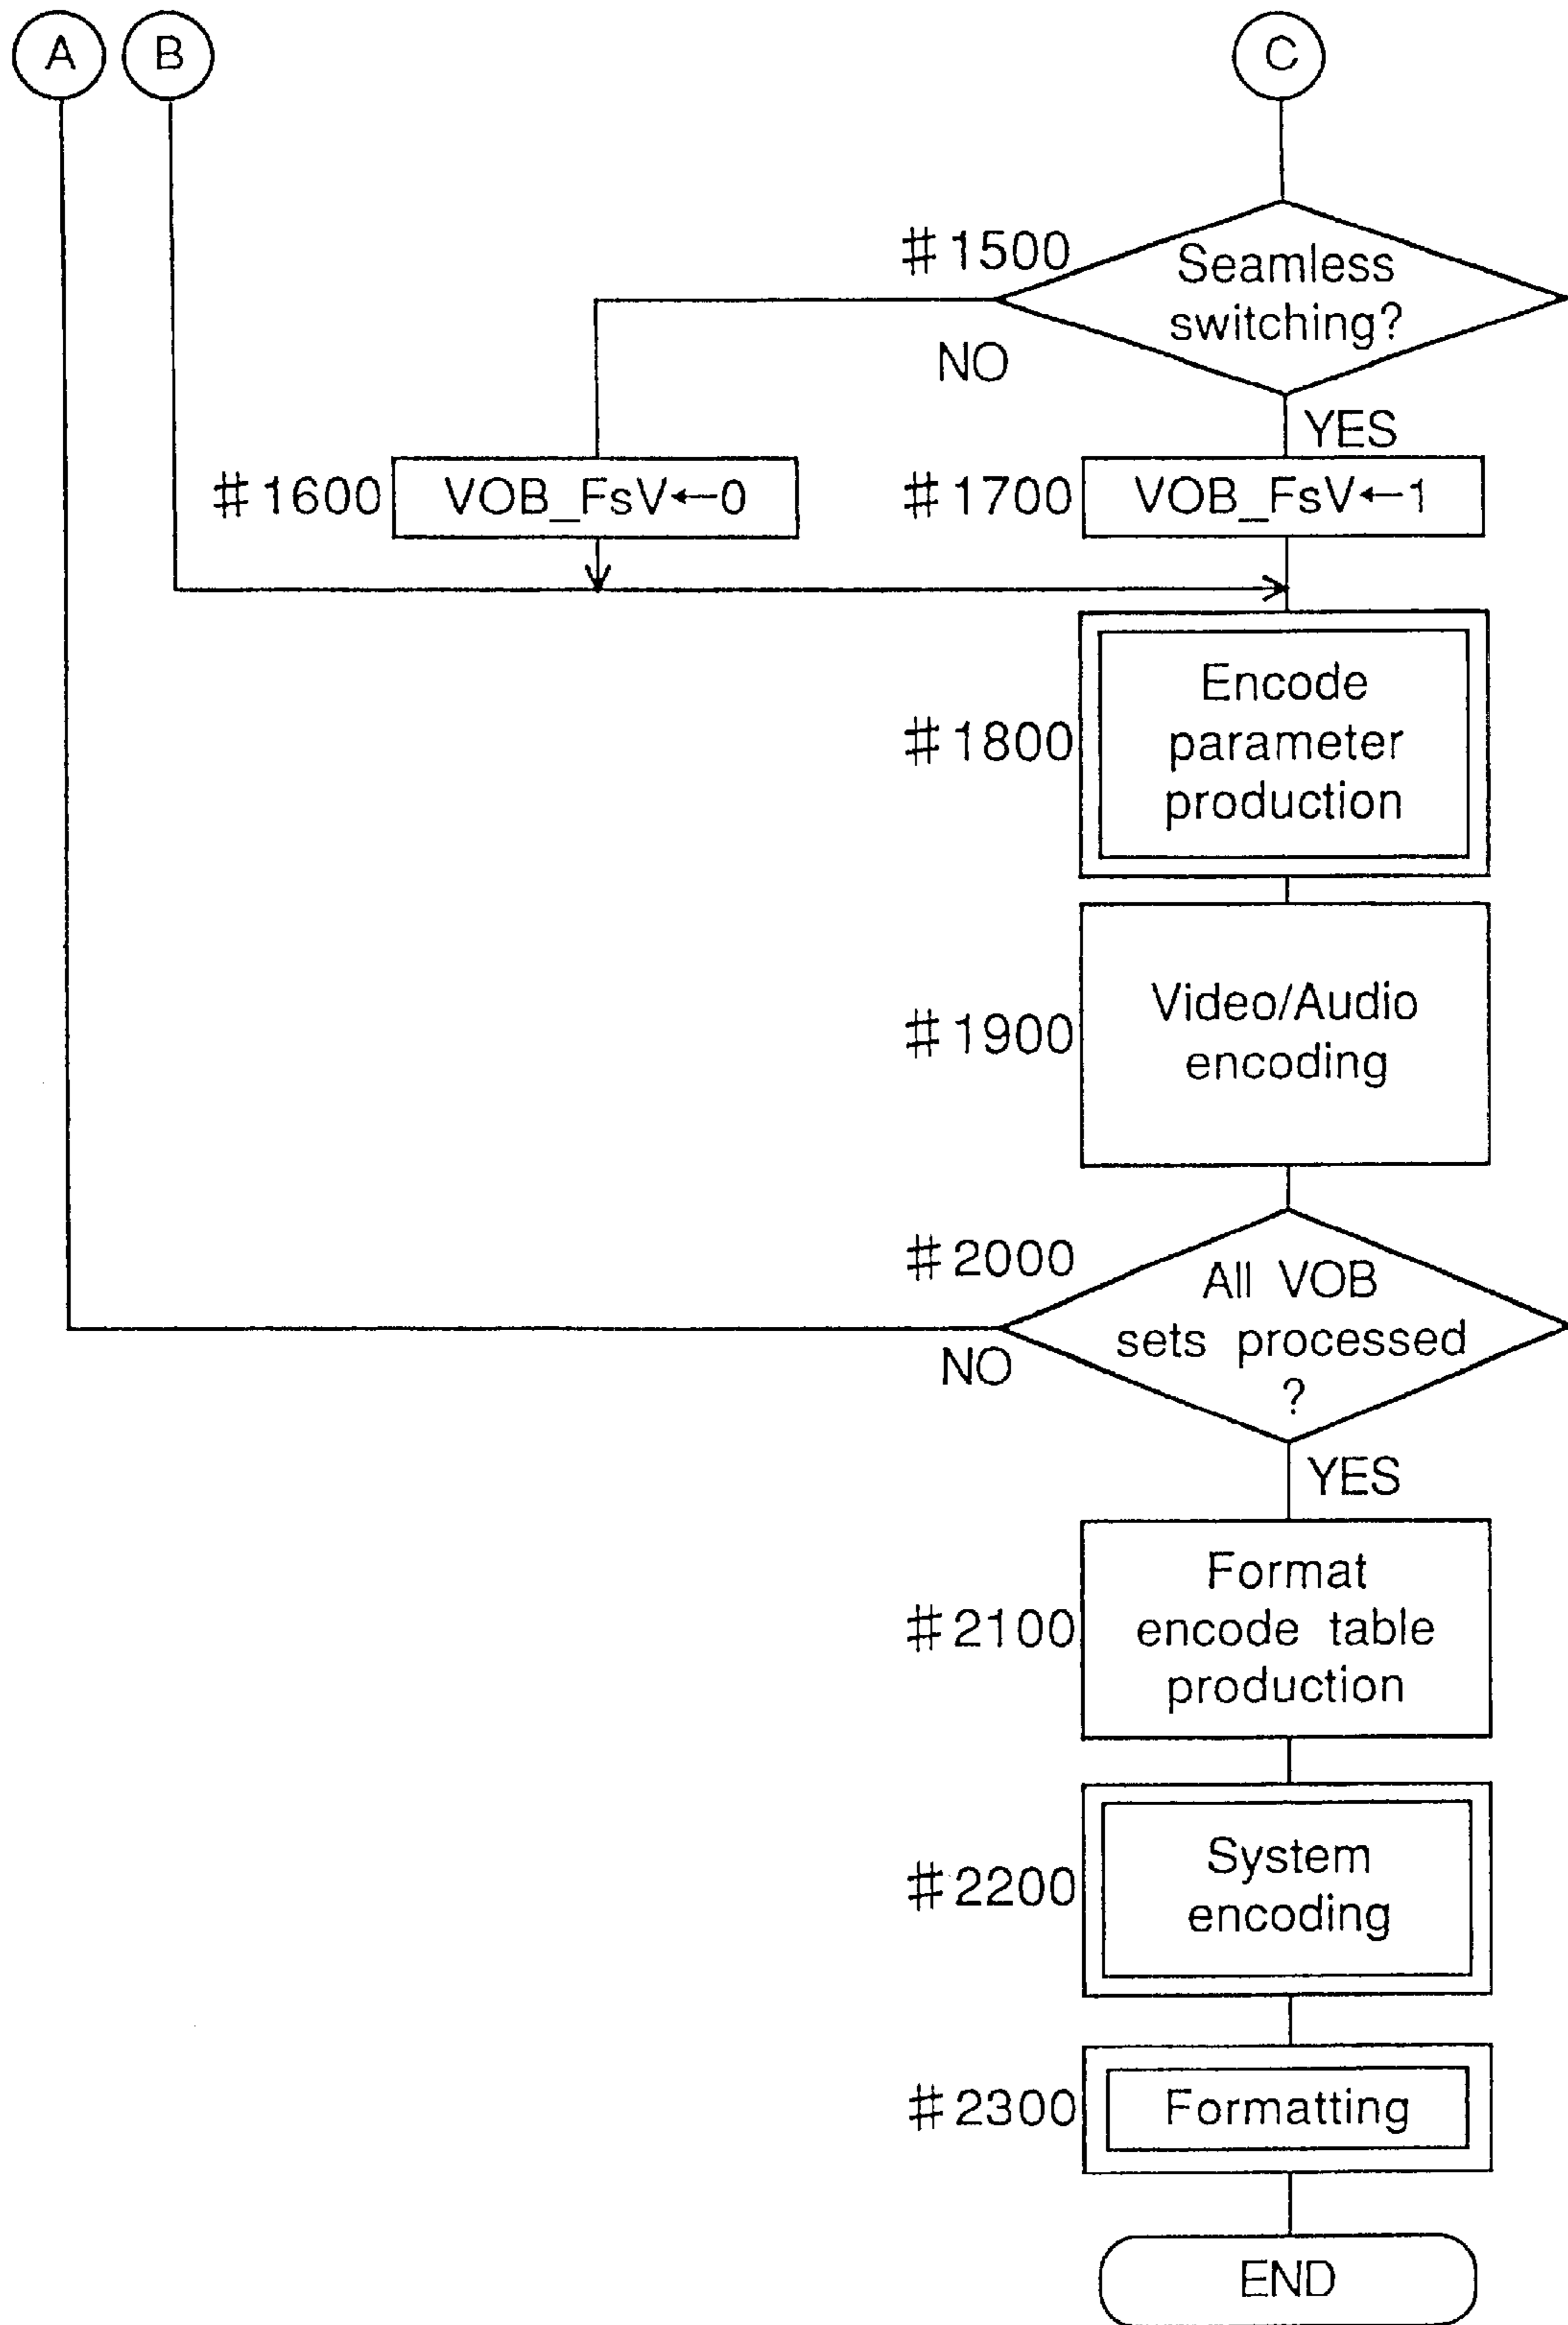 A
B
C
#1500
Seamless
switching?
NO
YES
#1600
VOB_FsV←0
#1700
VOB_FsV←1
#1800
Encode
parameter
production
#1900
Video/Audio
encoding
#2000
All VOB
sets processed
?
NO
YES
#2100
Format
encode table
production
#2200
System
encoding
#2300
Formatting
END